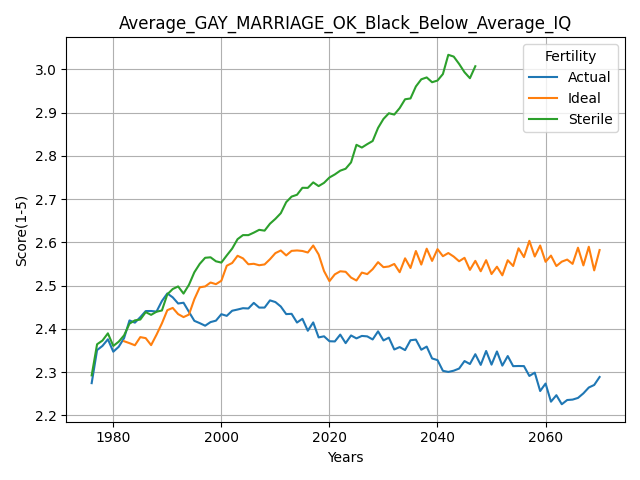 Average_GAY_MARRIAGE_OK_Black_Below_Average_IQ
Fertility
Actual
Ideal
Sterile
Score(1-5)
3.0
2.9
2.8
2.7
2.6
2.5
2.4
2.3
2.2
1980
2000
2020
2040
2060
Years